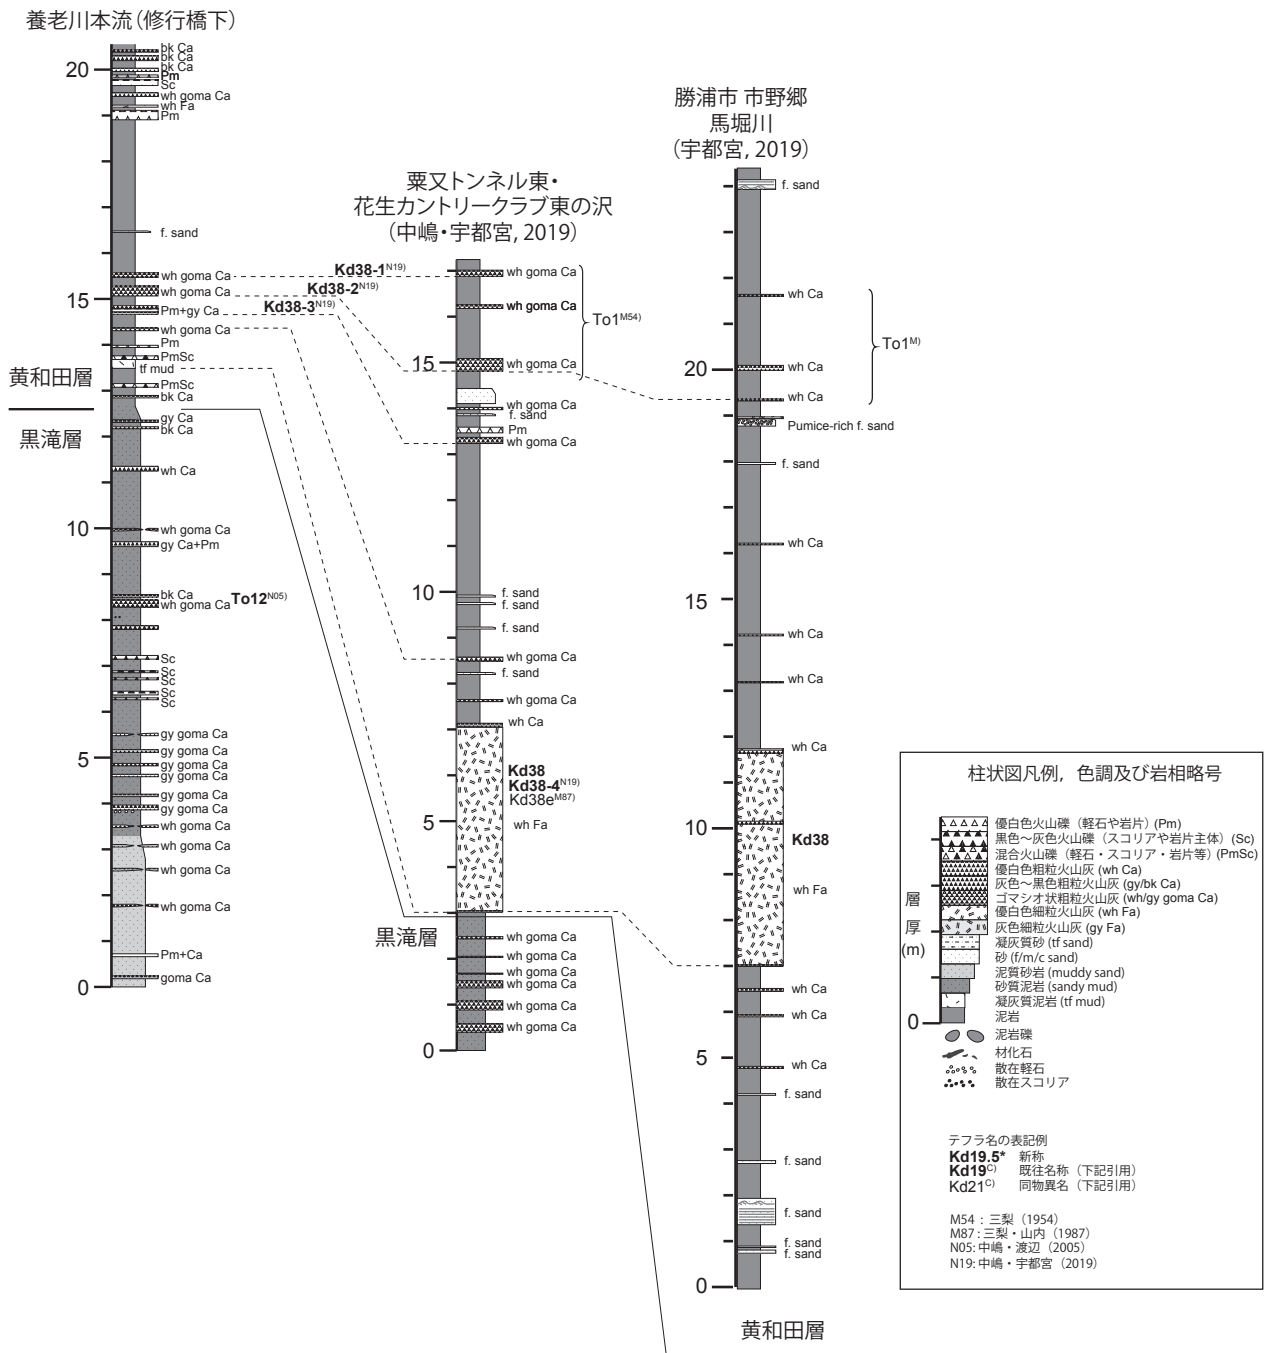 養老川本流(修行橋下)
20
bk Ca
bk Ca
bk Ca
Pm
Sc
wh goma Ca
wh Fa
Pm
f. sand
wh goma Ca
15
wh goma Ca
Pm+gy Ca
wh goma Ca
Pm
PmSc
tf mud
黄和田層
PmSc
bk Ca
黒滝層
gy Ca
bk Ca
wh Ca
10
wh goma Ca
gy Ca+Pm
bk Ca
wh goma Ca
To12N05)
Sc
Sc
Sc
Sc
Sc
gy goma Ca
5
gy goma Ca
gy goma Ca
gy goma Ca
gy goma Ca
gy goma Ca
wh goma Ca
wh goma Ca
wh goma Ca
wh goma Ca
Pm+Ca
goma Ca
0
粟又トンネル東・
花生カントリークラブ東の沢
(中嶋・宇都宮, 2019)
Kd38-1N19)
Kd38-2N19)
Kd38-3N19)
wh goma Ca
wh goma Ca
To1M54)
15
wh goma Ca
wh goma Ca
f. sand
Pm
wh goma Ca
10
f. sand
f. sand
f. sand
wh goma Ca
f. sand
wh goma Ca
wh Ca
Kd38
Kd38-4N19)
Kd38eM87)
5
wh Fa
黒滝層
wh goma Ca
wh goma Ca
wh goma Ca
wh goma Ca
wh goma Ca
wh goma Ca
0
勝浦市 市野郷
馬堀川
(宇都宮, 2019)
f. sand
wh Ca
To1M)
20
wh Ca
wh Ca
Pumice-rich f. sand
f. sand
wh Ca
15
wh Ca
wh Ca
wh Ca
10
Kd38
wh Fa
wh Ca
wh Ca
5
wh Ca
f. sand
f. sand
f. sand
f. sand
f. sand
0
黄和田層
柱状図凡例，色調及び岩相略号
優白色火山礫（軽石や岩片）(Pm)
黒色～灰色火山礫（スコリアや岩片主体）(Sc)
混合火山礫（軽石・スコリア・岩片等）(PmSc)
優白色粗粒火山灰 (wh Ca)
灰色～黒色粗粒火山灰 (gy/bk Ca)
ゴマシオ状粗粒火山灰 (wh/gy goma Ca)
優白色細粒火山灰 (wh Fa)
灰色細粒火山灰 (gy Fa)
凝灰質砂 (tf sand)
砂 (f/m/c sand)
泥質砂岩 (muddy sand)
砂質泥岩 (sandy mud)
凝灰質泥岩 (tf mud)
泥岩
層
厚
(m)
0
泥岩礫
材化石
散在軽石
散在スコリア
テフラ名の表記例
Kd19.5* 新称
Kd19C) 既往名称（下記引用）
Kd21C) 同物異名（下記引用）
M54 : 三梨（1954）
M87: 三梨・山内（1987）
N05: 中嶋・渡辺（2005）
N19: 中嶋・宇都宮（2019）